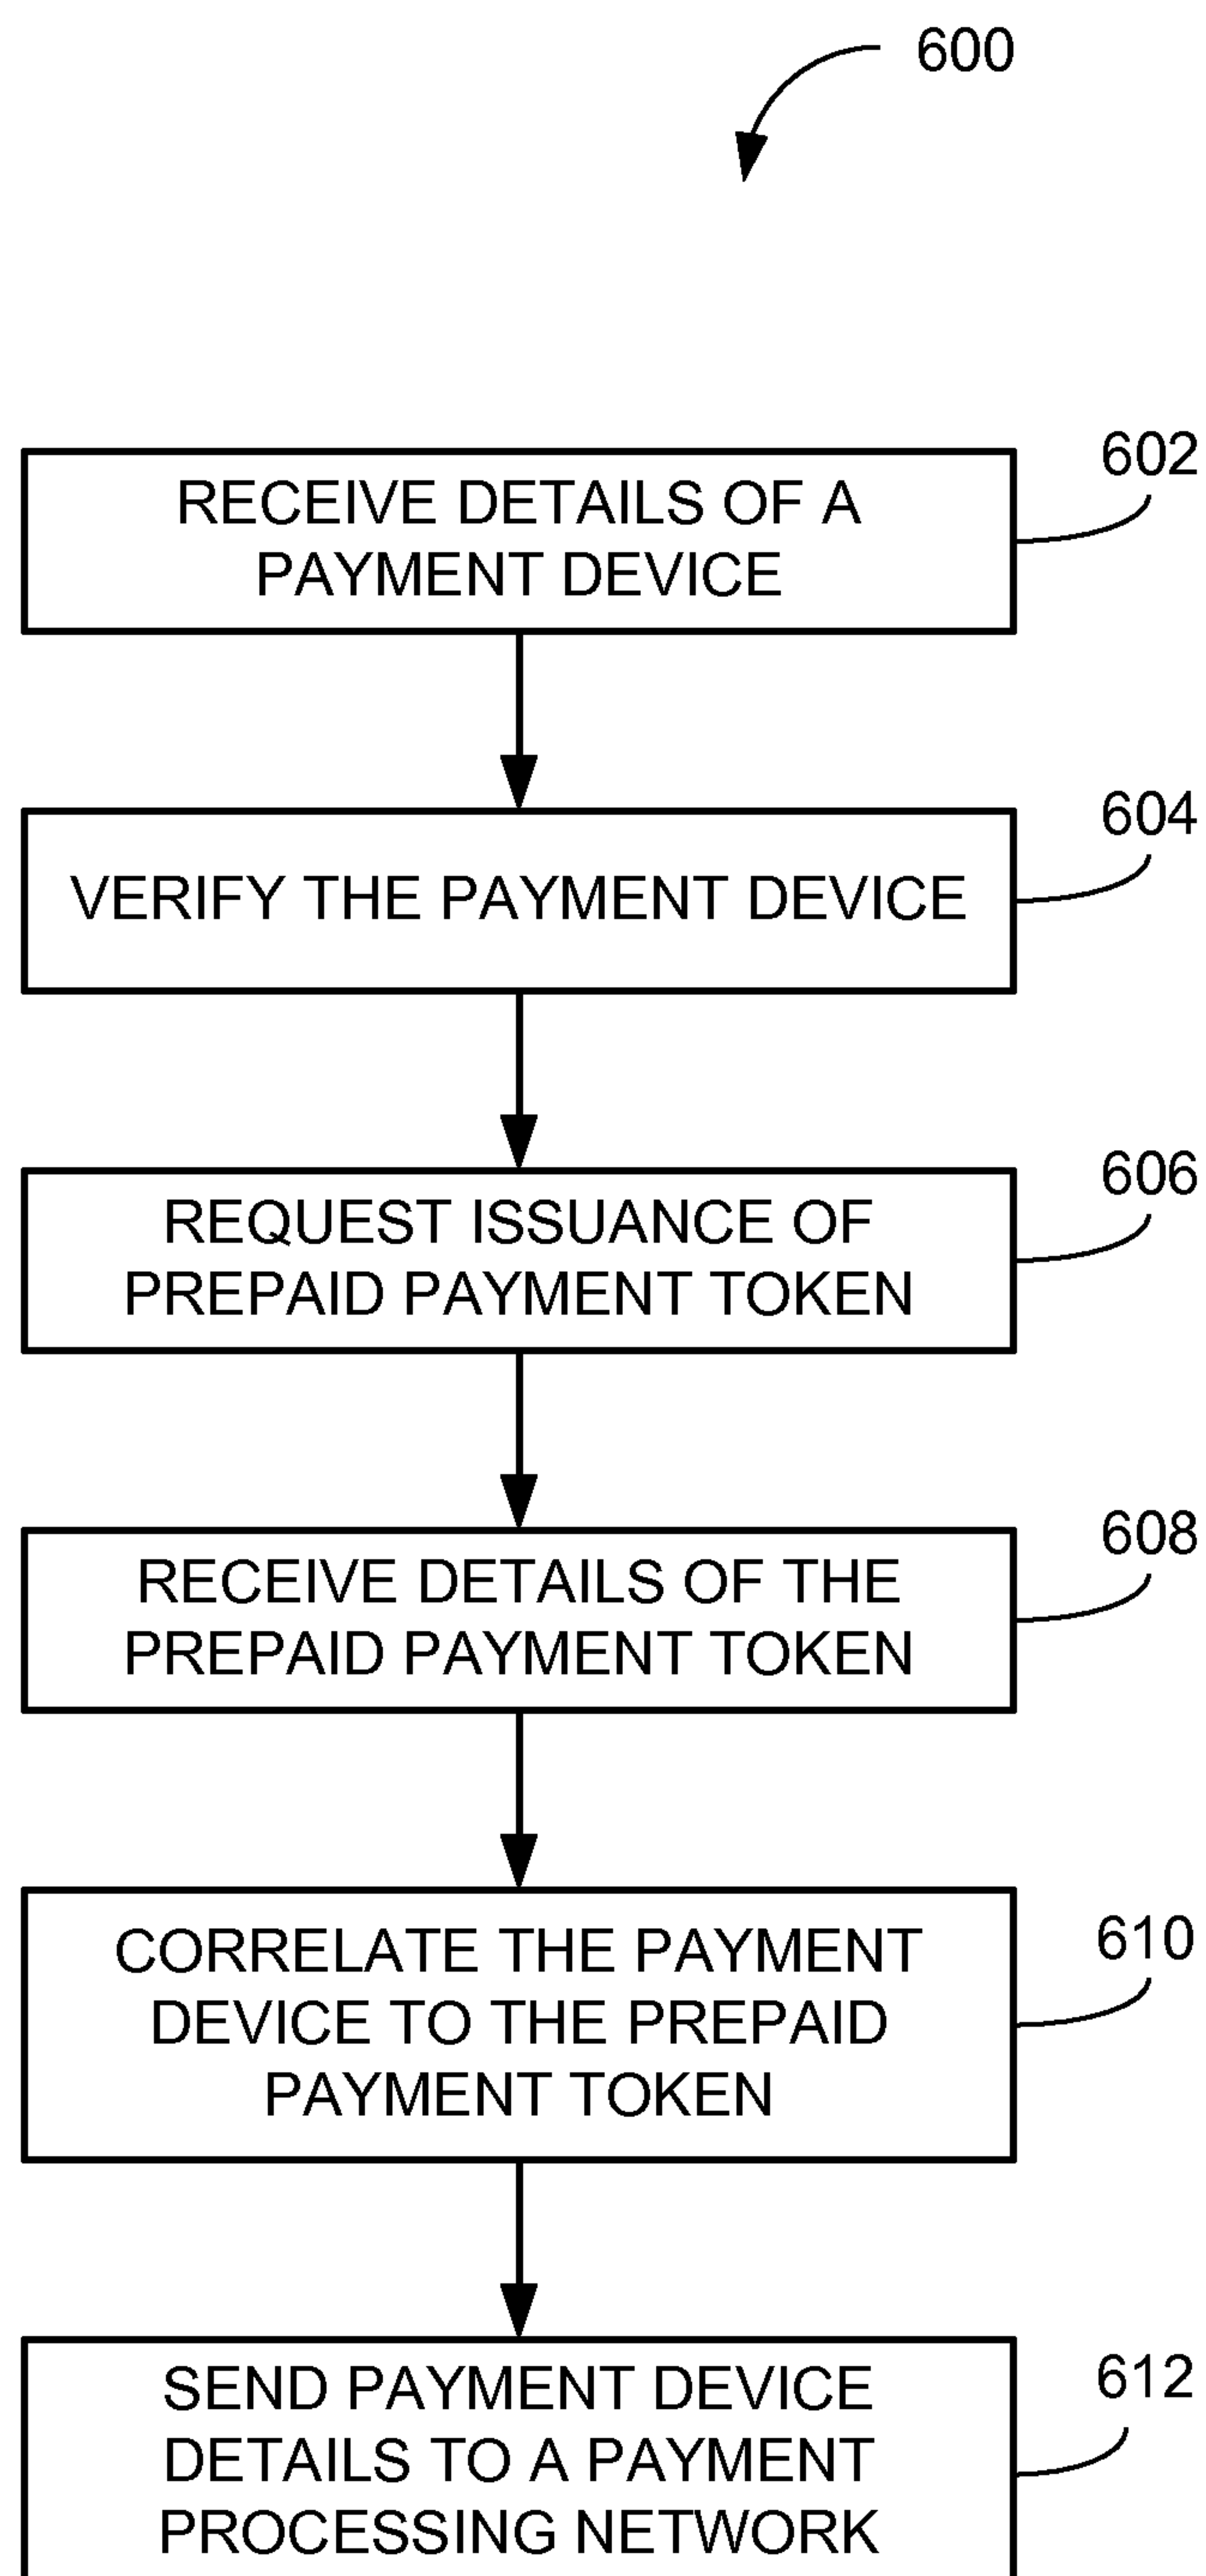 600
602
RECEIVE DETAILS OF A
PAYMENT DEVICE
604
VERIFY THE PAYMENT DEVICE
606
REQUEST ISSUANCE OF
PREPAID PAYMENT TOKEN
608
RECEIVE DETAILS OF THE
PREPAID PAYMENT TOKEN
610
CORRELATE THE PAYMENT
DEVICE TO THE PREPAID
PAYMENT TOKEN
612
SEND PAYMENT DEVICE
DETAILS TO A PAYMENT
PROCESSING NETWORK